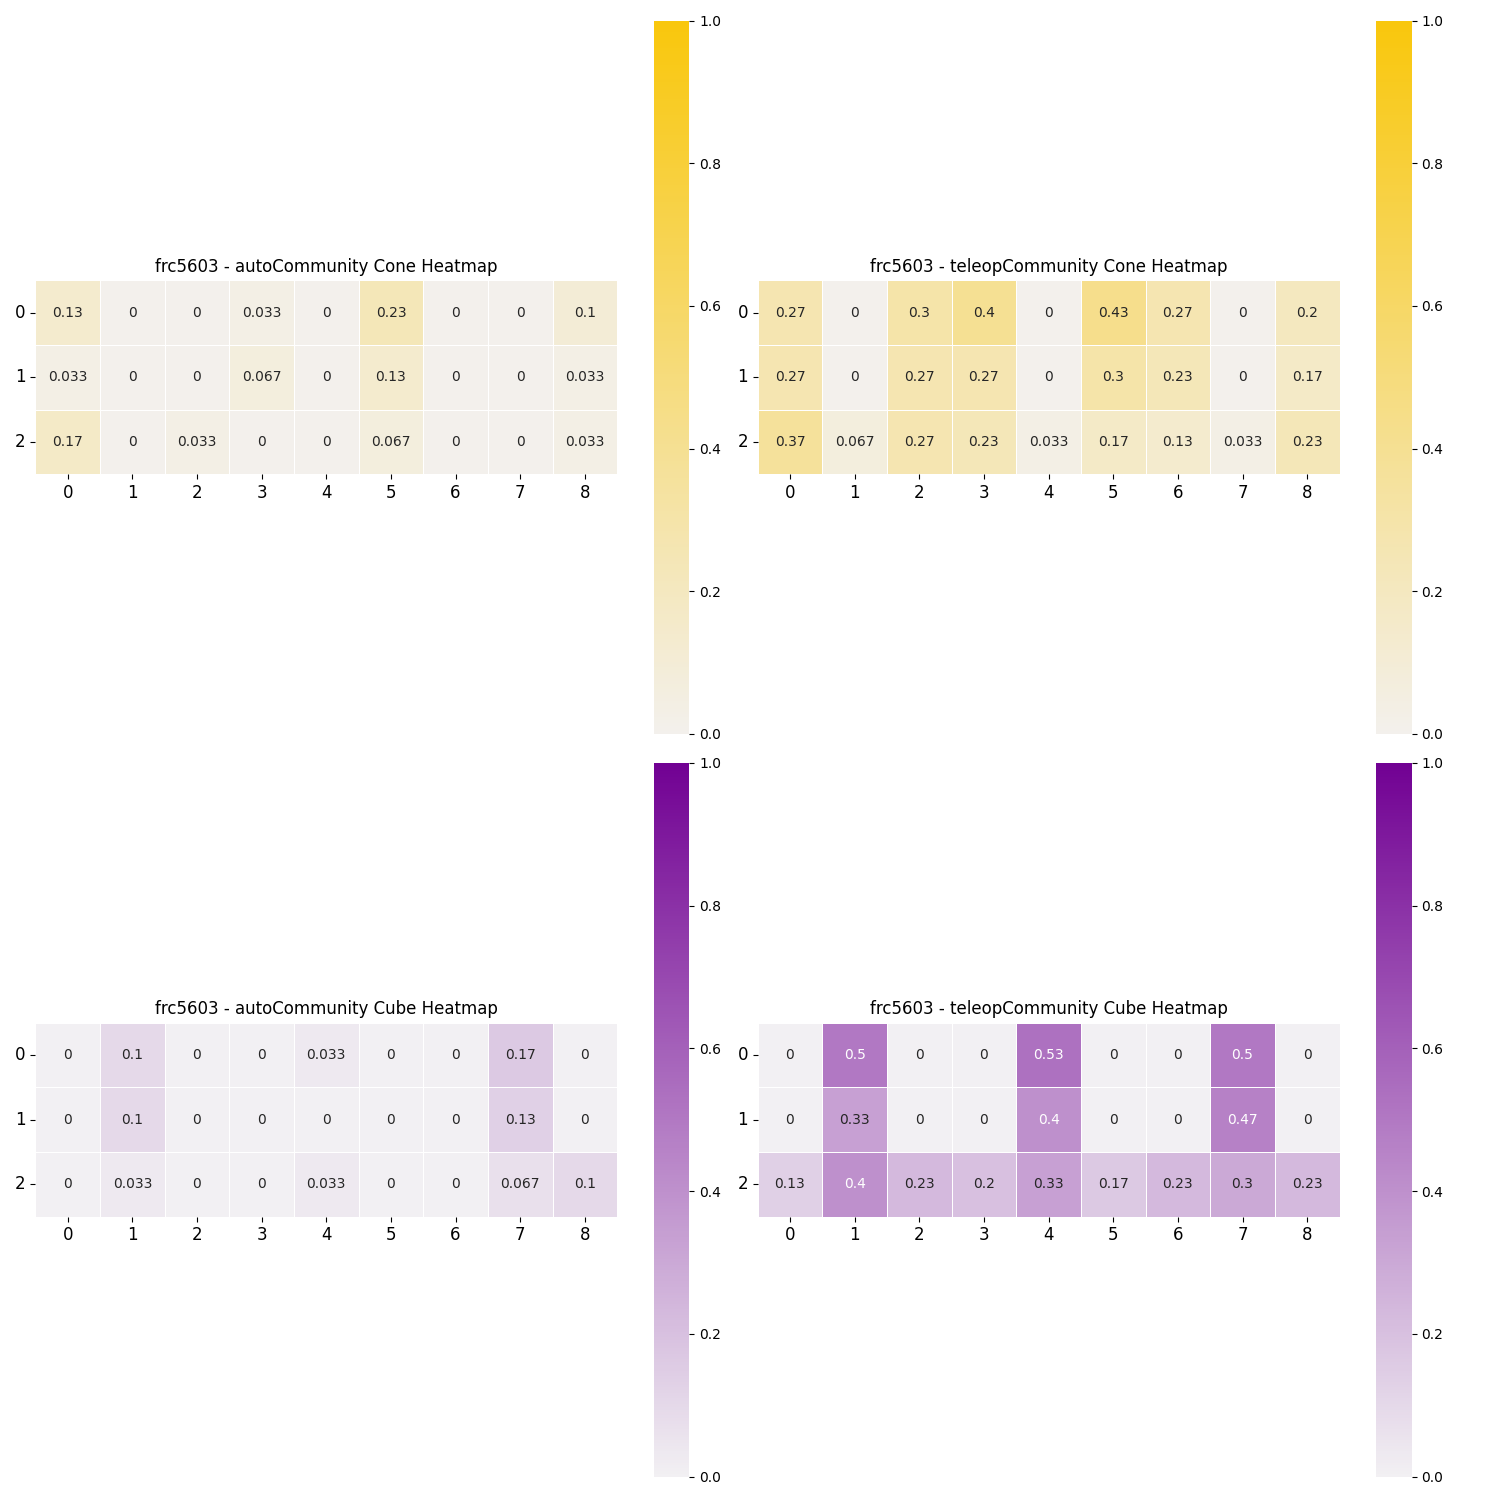 frc5603 - autoCommunity Cone Heatmap
0 0.13 0 0 0.033 0 0.23 0 0 0.1
1 0.033 0 0 0.067 0 0.13 0 0 0.033
2 0.17 0 0.033 0 0 0.067 0 0 0.033
0 1 2 3 4 5 6 7 8
1.0
0.8
0.6
0.4
0.2
0.0
frc5603 - teleopCommunity Cone Heatmap
0 0.27 0 0.3 0.4 0 0.43 0.27 0 0.2
1 0.27 0 0.27 0.27 0 0.3 0.23 0 0.17
2 0.37 0.067 0.27 0.23 0.033 0.17 0.13 0.033 0.23
0 1 2 3 4 5 6 7 8
1.0
0.8
0.6
0.4
0.2
0.0
frc5603 - autoCommunity Cube Heatmap
0 0 0.1 0 0 0.033 0 0 0.17 0
1 0 0.1 0 0 0 0 0 0.13 0
2 0 0.033 0 0 0.033 0 0 0.067 0.1
0 1 2 3 4 5 6 7 8
1.0
0.8
0.6
0.4
0.2
0.0
frc5603 - teleopCommunity Cube Heatmap
0 0 0.5 0 0 0.53 0 0 0.5 0
1 0 0.33 0 0 0.4 0 0 0.47 0
2 0.13 0.4 0.23 0.2 0.33 0.17 0.23 0.3 0.23
0 1 2 3 4 5 6 7 8
1.0
0.8
0.6
0.4
0.2
0.0